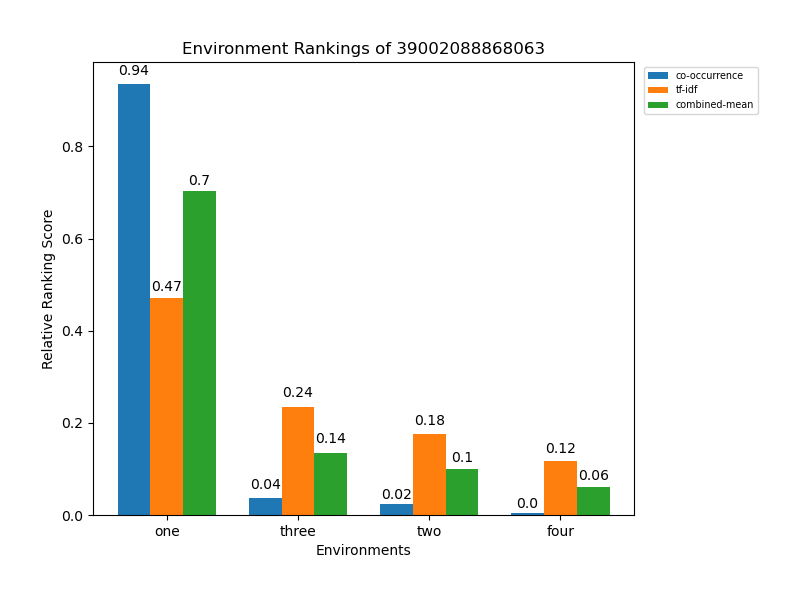 Environment Rankings of 39002088868063
co-occurrence
tf-idf
combined-mean
0.94
0.47
0.7
0.04
0.24
0.14
0.02
0.18
0.1
0.0
0.12
0.06
0.8
0.6
0.4
0.2
0.0
Relative Ranking Score
one three two four
Environments